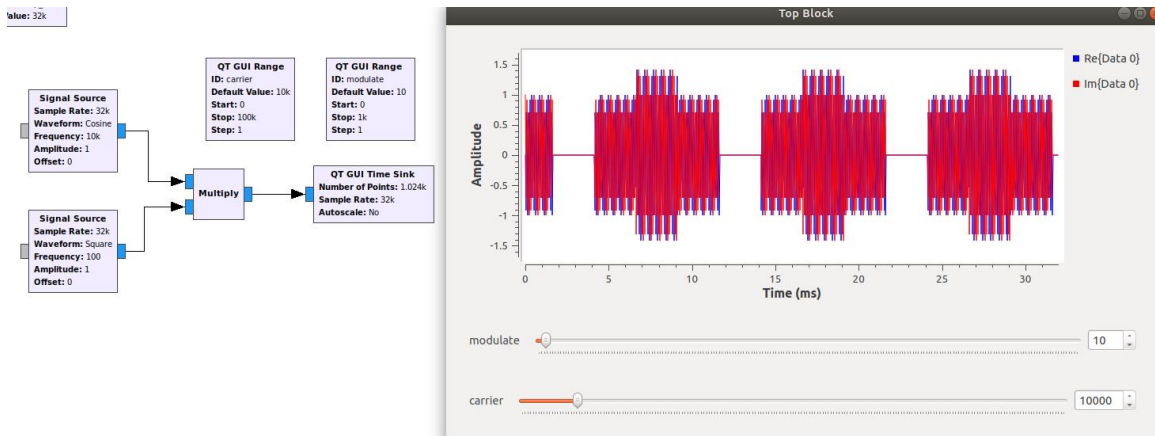 Value: 32k
QT GUI Range
ID: carrier
Default Value: 10k
Start: 0
Stop: 100k
Step: 1
QT GUI Range
ID: modulate
Default Value: 10
Start: 0
Stop: 1k
Step: 1
Signal Source
Sample Rate: 32k
Waveform: Cosine
Frequency: 10k
Amplitude: 1
Offset: 0
Multiply
QT GUI Time Sink
Number of Points: 1.024k
Sample Rate: 32k
Autoscale: No
Signal Source
Sample Rate: 32k
Waveform: Square
Frequency: 100
Amplitude: 1
Offset: 0
Top Block
Re{Data 0}
Im{Data 0}
Amplitude
1.5
1
0.5
0
-0.5
-1
-1.5
0 5 10 15 20 25 30
Time (ms)
modulate 10
carrier 10000